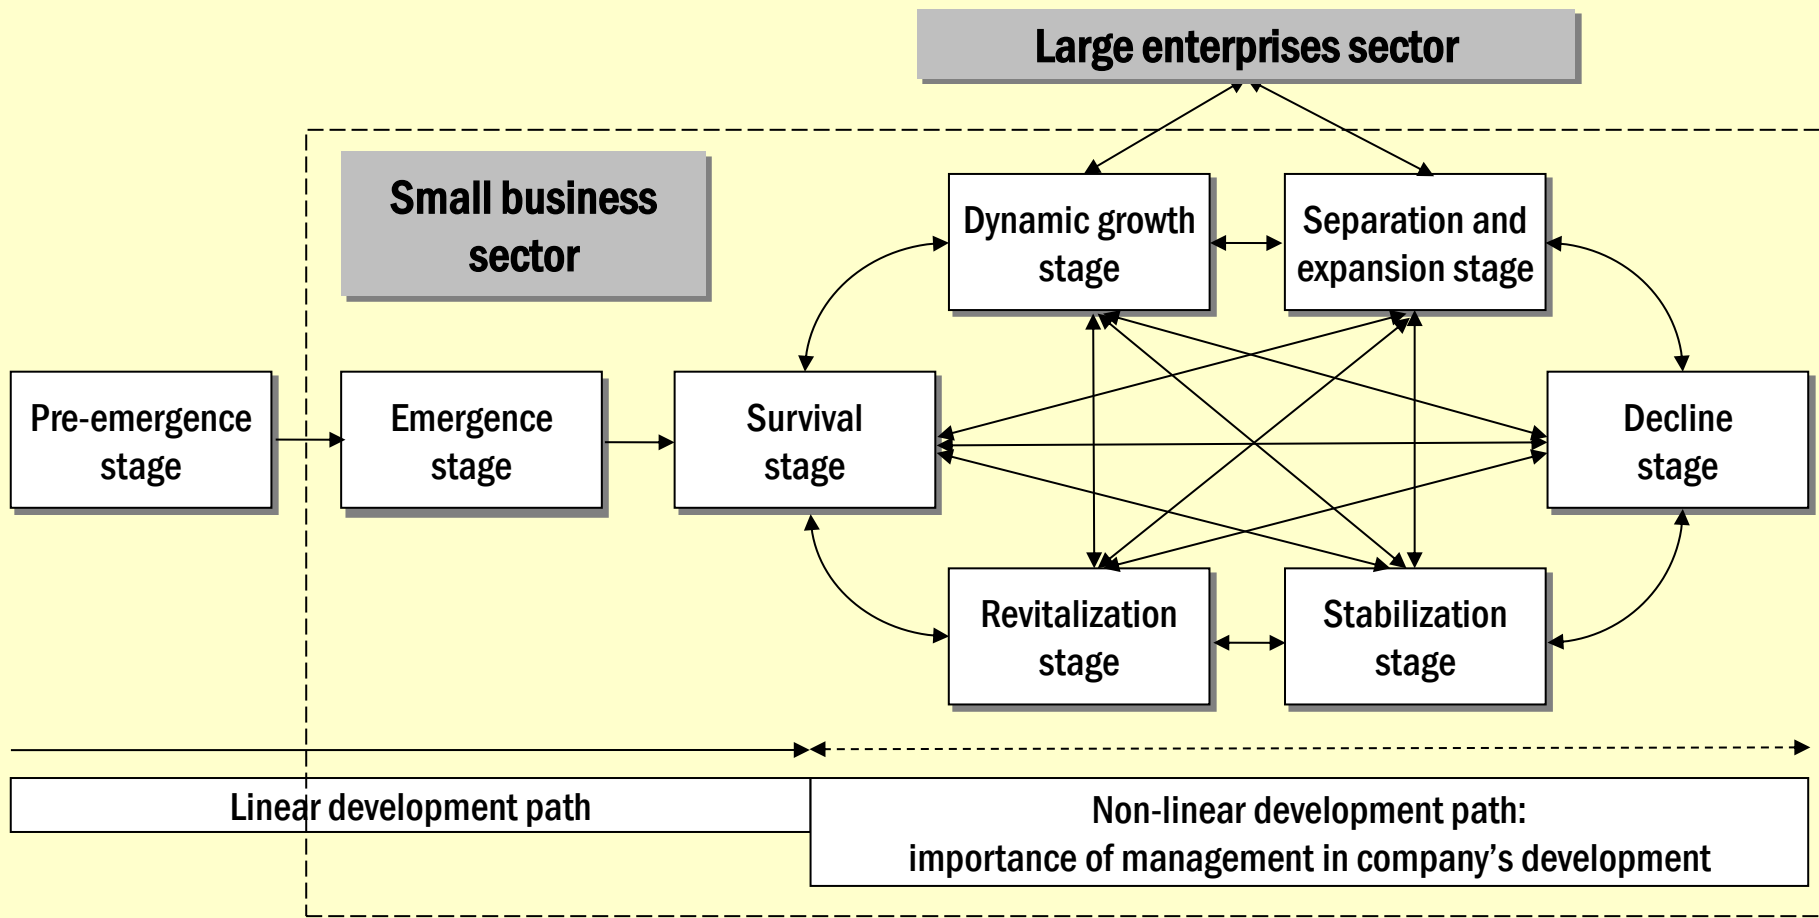 Large enterprises sector
Small business
sector
Dynamic growth
stage
Separation and
expansion stage
Pre-emergence
stage
Emergence
stage
Survival
stage
Decline
stage
Revitalization
stage
Stabilization
stage
Linear development path
Non-linear development path:
importance of management in company’s development